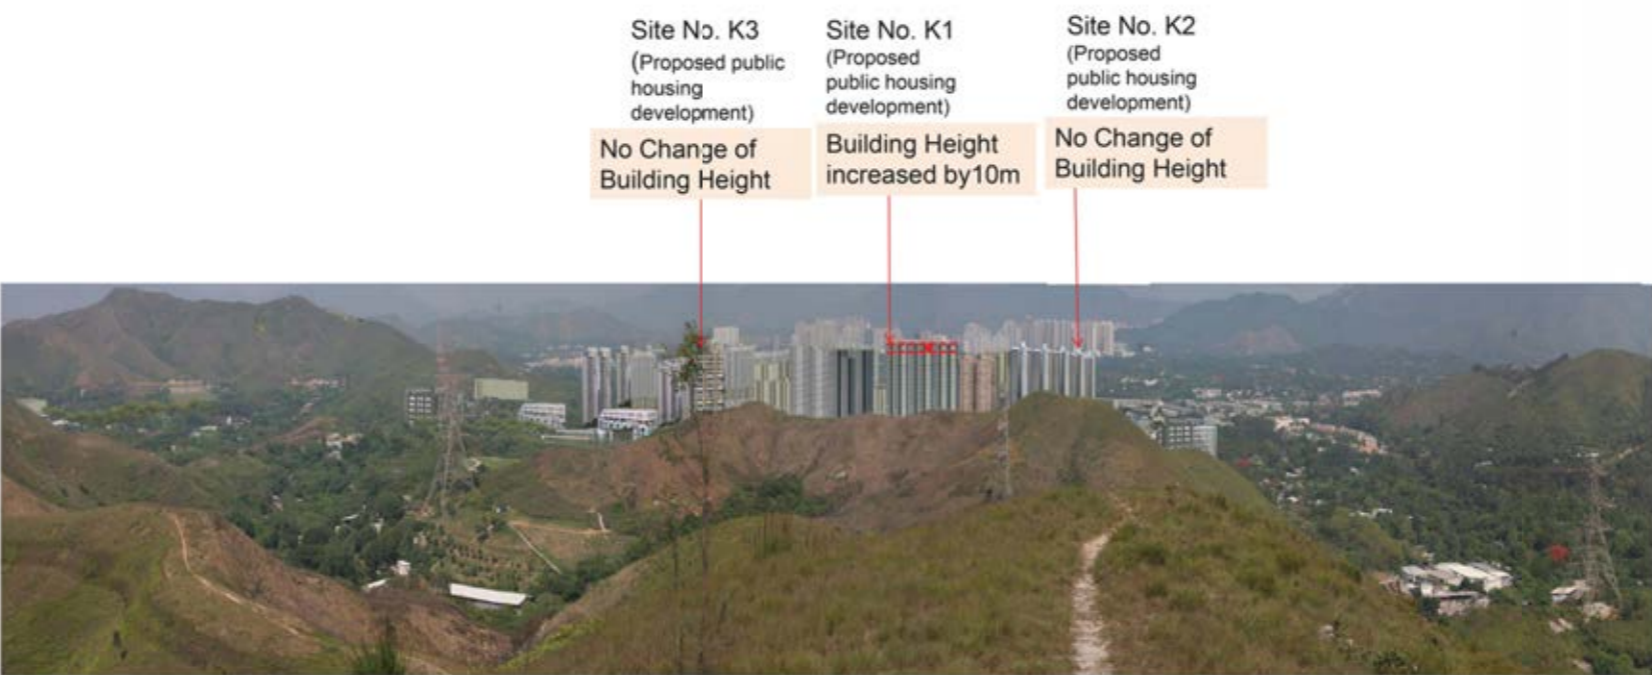 Site No. K3
(Proposed public
housing
development)
No Change of
Building Height
Site No. K1
(Proposed
public housing
development)
Building Height
increased by10m
Site No. K2
(Proposed
public housing
development)
No Change of
Building Height